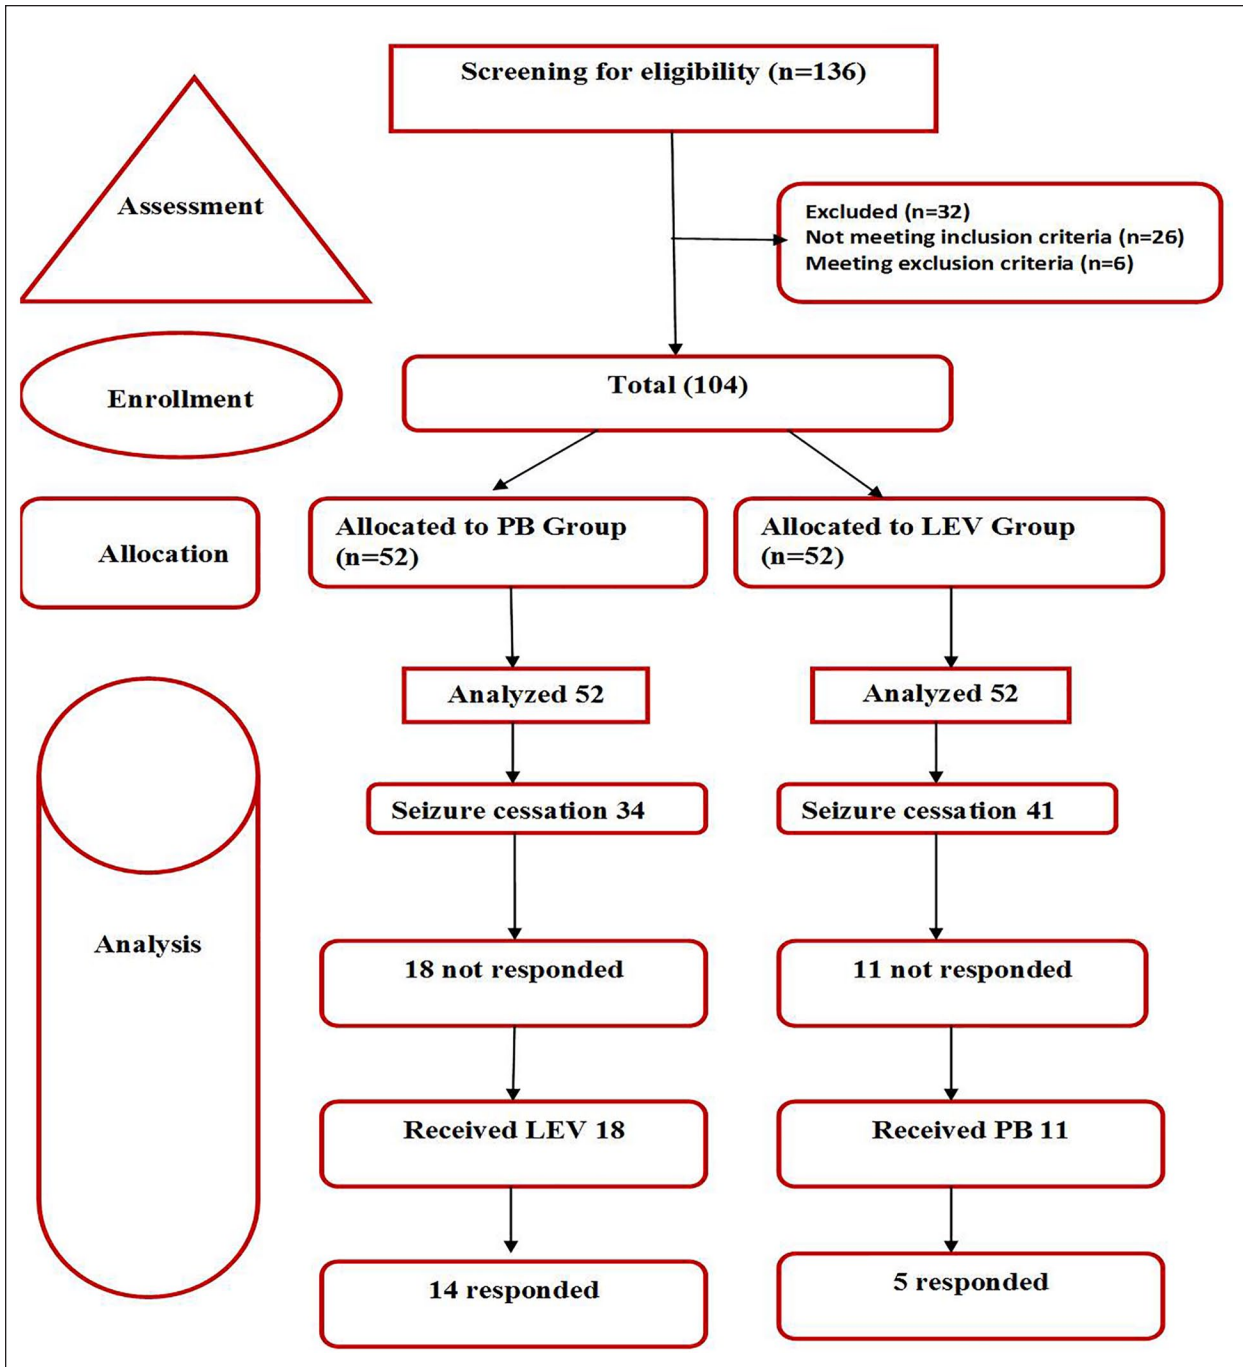 Screening for eligibility (n=136)
Assessment
Excluded (n=32)
Not meeting inclusion criteria (n=26)
Meeting exclusion criteria (n=6)
Enrollment
Total (104)
Allocation
Allocated to PB Group
(n=52)
Allocated to LEV Group
(n=52)
Analysis
Analyzed 52
Analyzed 52
Seizure cessation 34
Seizure cessation 41
18 not responded
11 not responded
Received LEV 18
Received PB 11
14 responded
5 responded